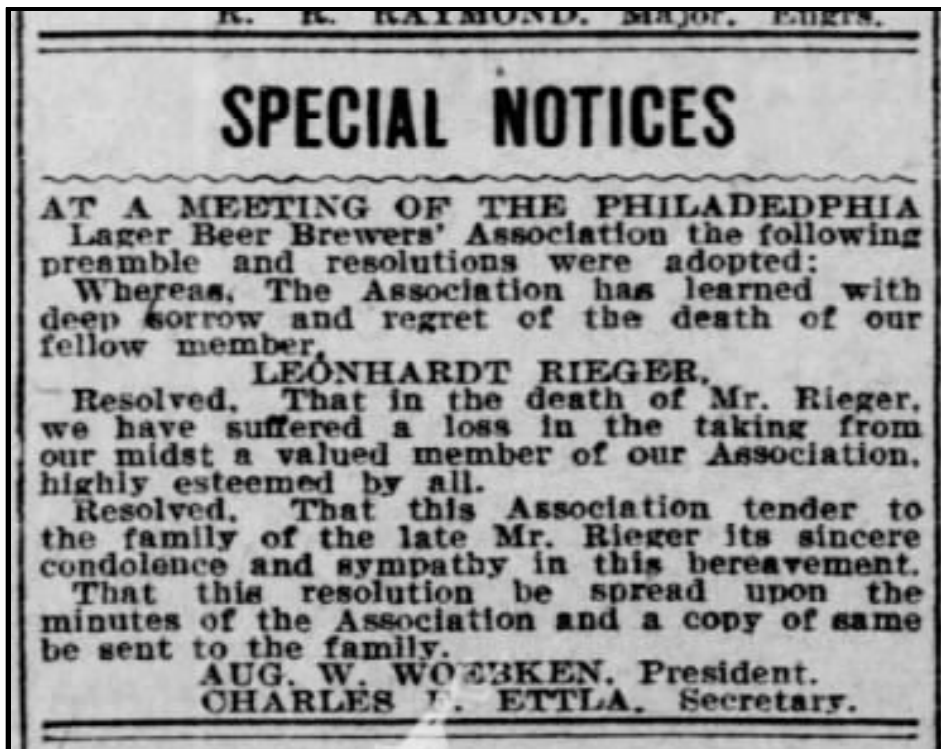 R. R. RAYMOND. Major. Engrs.
SPECIAL NOTICES
AT A MEETING OF THE PHILADEDPHIA
Lager Beer Brewers' Association the following
preamble and resolutions were adopted:
Whereas, The Association has learned with
deep sorrow and regret of the death of our
fellow member,
LEONHARDT RIEGER.
Resolved, That in the death of Mr. Rieger,
we have suffered a loss in the taking from
our midst a valued member of our Association,
highly esteemed by all.
Resolved, That this Association tender to
the family of the late Mr. Rieger its sincere
condolence and sympathy in this bereavement.
That this resolution be spread upon the
minutes of the Association and a copy of same
be sent to the family.
AUG. W. WOEBKEN, President.
CHARLES ETTLA, Secretary.